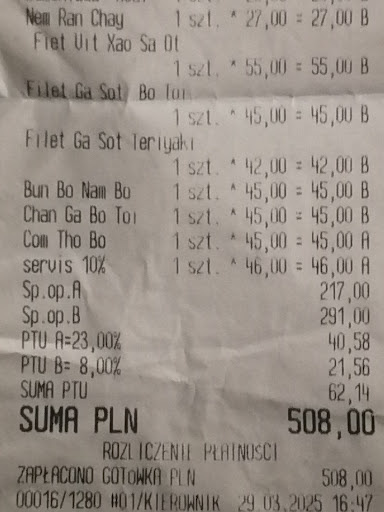 Nem Ran Chay 1 szt. * 27,00 = 27,00 B
Fiet Vit Xao Sa Ot
1 szt. * 55,00 = 55,00 B
Filet Ga Sot Bo Toi
1 szt. * 45,00 = 45,00 B
Filet Ga Sot Teriyaki
1 szt. * 42,00 = 42,00 B
Bun Bo Nam Bo 1 szt. * 45,00 = 45,00 B
Chan Ga Bo Toi 1 szt. * 45,00 = 45,00 B
Com Tho Bo 1 szt. * 45,00 = 45,00 A
servis 10% 1 szt. * 46,00 = 46,00 A
Sp.op.A 217,00
Sp.op.B 291,00
PTU A=23,00% 40,58
PTU B= 8,00% 21,56
SUMA PTU 62,14
SUMA PLN 508,00
ROZLICZENIE PŁATNOŚCI
ZAPŁACONO GOTÓWKA PLN 508,00
00016/1280 #01/KIEROWNIK 29.03.2025 16:47